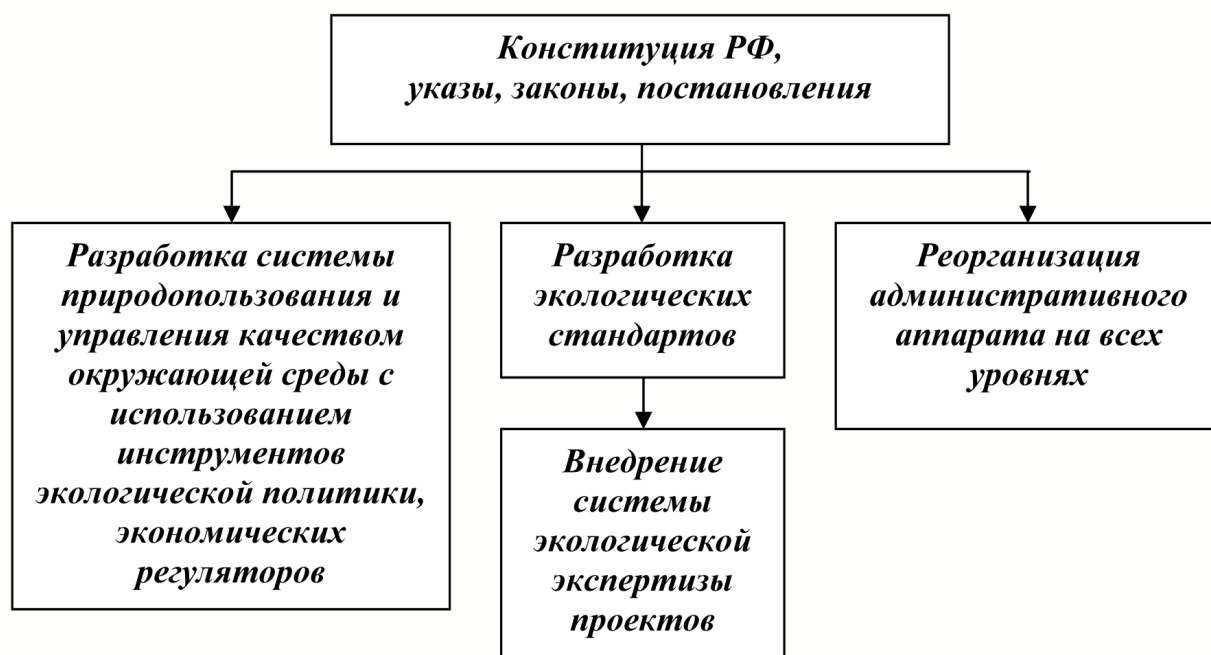 Конституция РФ,
указы, законы, постановления
Разработка системы
природопользования и
управления качеством
окружающей среды с
использованием
инструментов
экологической политики,
экономических
регуляторов
Разработка
экологических
стандартов
Внедрение
системы
экологической
экспертизы
проектов
Реорганизация
административного
аппарата на всех
уровнях